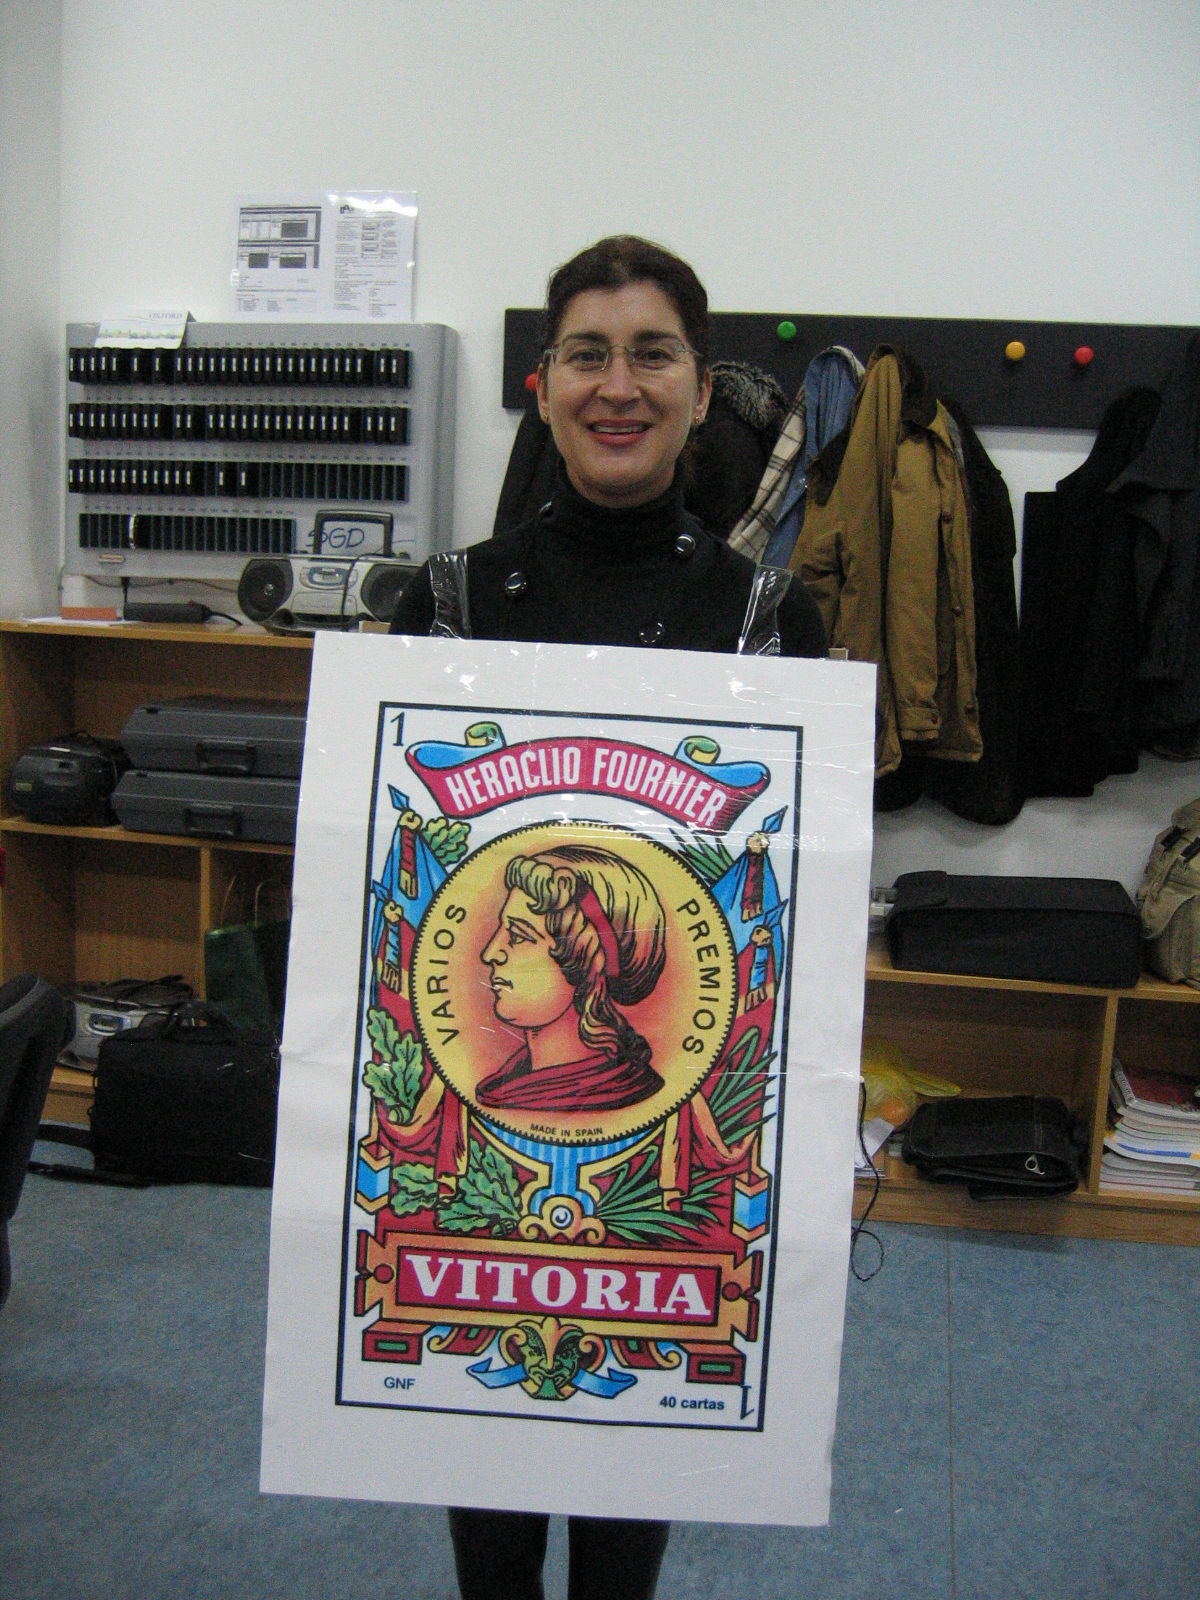 OXFORD
SGD
1
HERACLIO FOURNIER
VARIOS
PREMIOS
MADE IN SPAIN
VITORIA
GNF
40 cartas
1